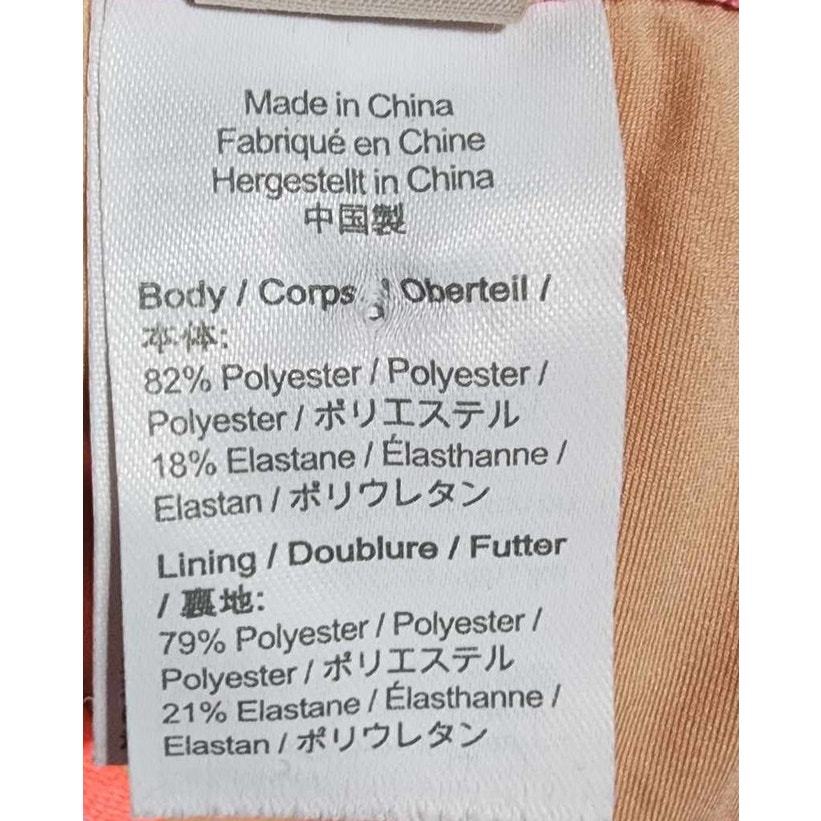 Made in China
Fabriqué en Chine
Hergestellt in China
中国製
Body / Corps / Oberteil /
本体:
82% Polyester / Polyester /
Polyester / ポリエステル
18% Elastane / Élasthanne /
Elastan / ポリウレタン
Lining / Doublure / Futter
/ 裏地:
79% Polyester / Polyester /
Polyester / ポリエステル
21% Elastane / Élasthanne /
Elastan / ポリウレタン